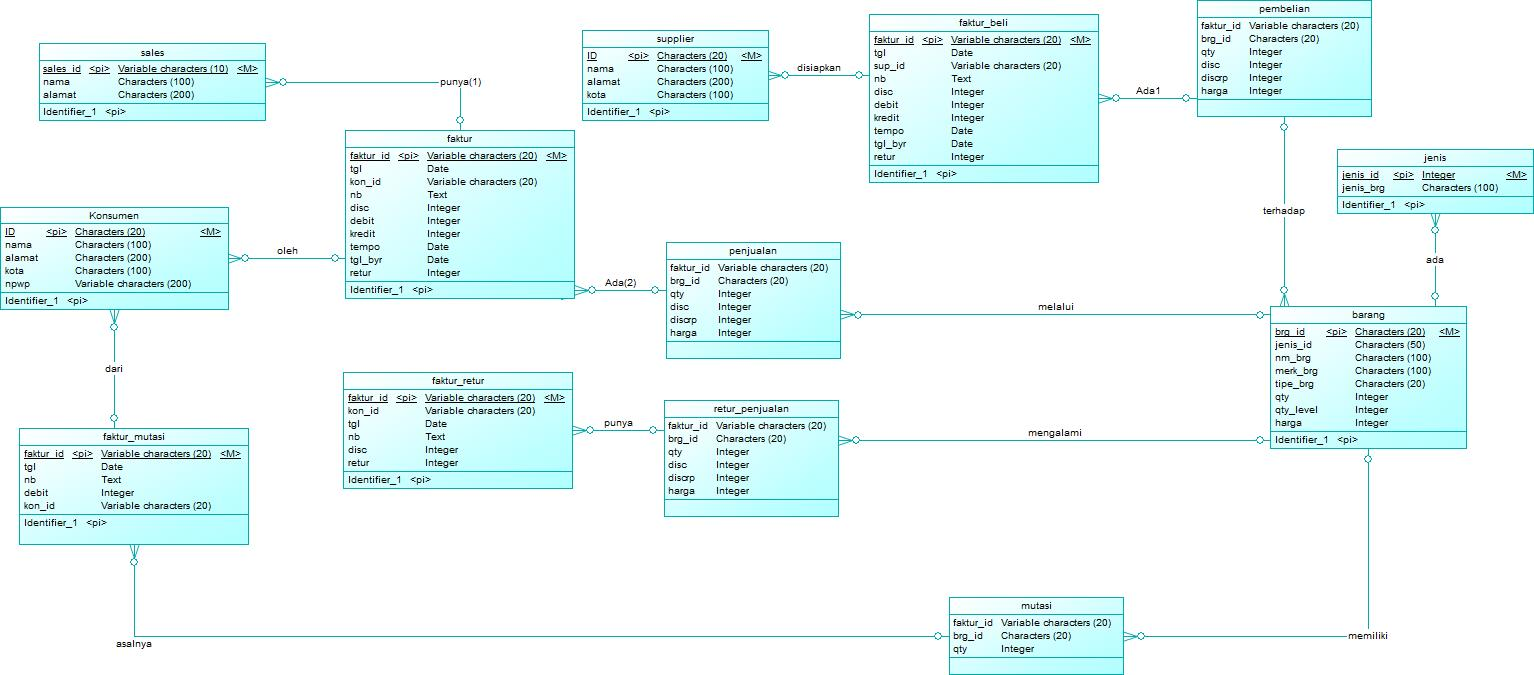 sales
sales_id <pi> Variable characters (10) <M>
nama Characters (100)
alamat Characters (200)
Identifier_1 <pi>
punya(1)
supplier
ID <pi> Characters (20) <M>
nama Characters (100)
alamat Characters (200)
kota Characters (100)
Identifier_1 <pi>
disiapkan
faktur_beli
faktur_id <pi> Variable characters (20) <M>
tgl Date
sup_id Variable characters (20)
nb Text
disc Integer
debit Integer
kredit Integer
tempo Date
tgl_byr Date
retur Integer
Identifier_1 <pi>
Ada1
pembelian
faktur_id Variable characters (20)
brg_id Characters (20)
qty Integer
disc Integer
discrp Integer
harga Integer
terhadap
jenis
jenis_id <pi> Integer <M>
jenis_brg Characters (100)
Identifier_1 <pi>
ada
faktur
faktur_id <pi> Variable characters (20) <M>
tgl Date
kon_id Variable characters (20)
nb Text
disc Integer
debit Integer
kredit Integer
tempo Date
tgl_byr Date
retur Integer
Identifier_1 <pi>
Konsumen
ID <pi> Characters (20) <M>
nama Characters (100)
alamat Characters (200)
kota Characters (100)
npwp Variable characters (200)
Identifier_1 <pi>
oleh
Ada(2)
penjualan
faktur_id Variable characters (20)
brg_id Characters (20)
qty Integer
disc Integer
discrp Integer
harga Integer
melalui
barang
brg_id <pi> Characters (20) <M>
jenis_id Characters (50)
nm_brg Characters (100)
merk_brg Characters (100)
tipe_brg Characters (20)
qty Integer
qty_level Integer
harga Integer
Identifier_1 <pi>
dari
faktur_retur
faktur_id <pi> Variable characters (20) <M>
kon_id Variable characters (20)
tgl Date
nb Text
disc Integer
retur Integer
Identifier_1 <pi>
punya
retur_penjualan
faktur_id Variable characters (20)
brg_id Characters (20)
qty Integer
disc Integer
discrp Integer
harga Integer
mengalami
faktur_mutasi
faktur_id <pi> Variable characters (20) <M>
tgl Date
nb Text
debit Integer
kon_id Variable characters (20)
Identifier_1 <pi>
asalnya
mutasi
faktur_id Variable characters (20)
brg_id Characters (20)
qty Integer
memiliki